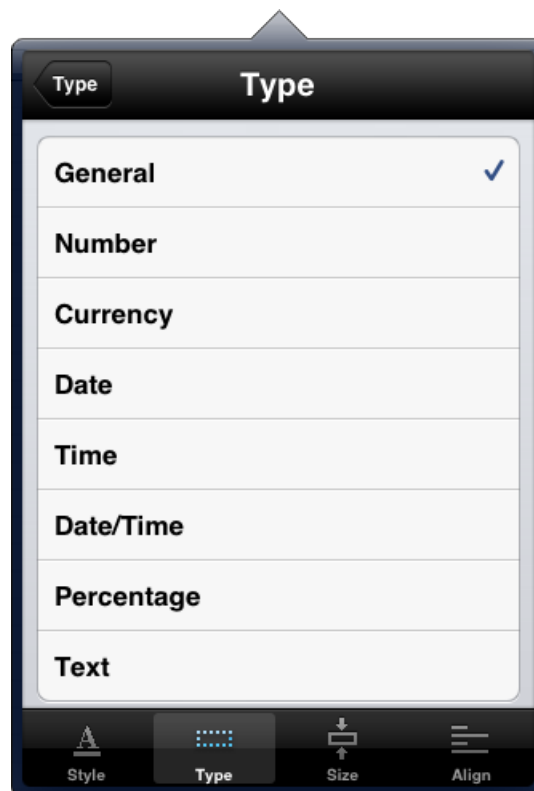 Type Type
General
Number
Currency
Date
Time
Date/Time
Percentage
Text
A
Style Type Size Align